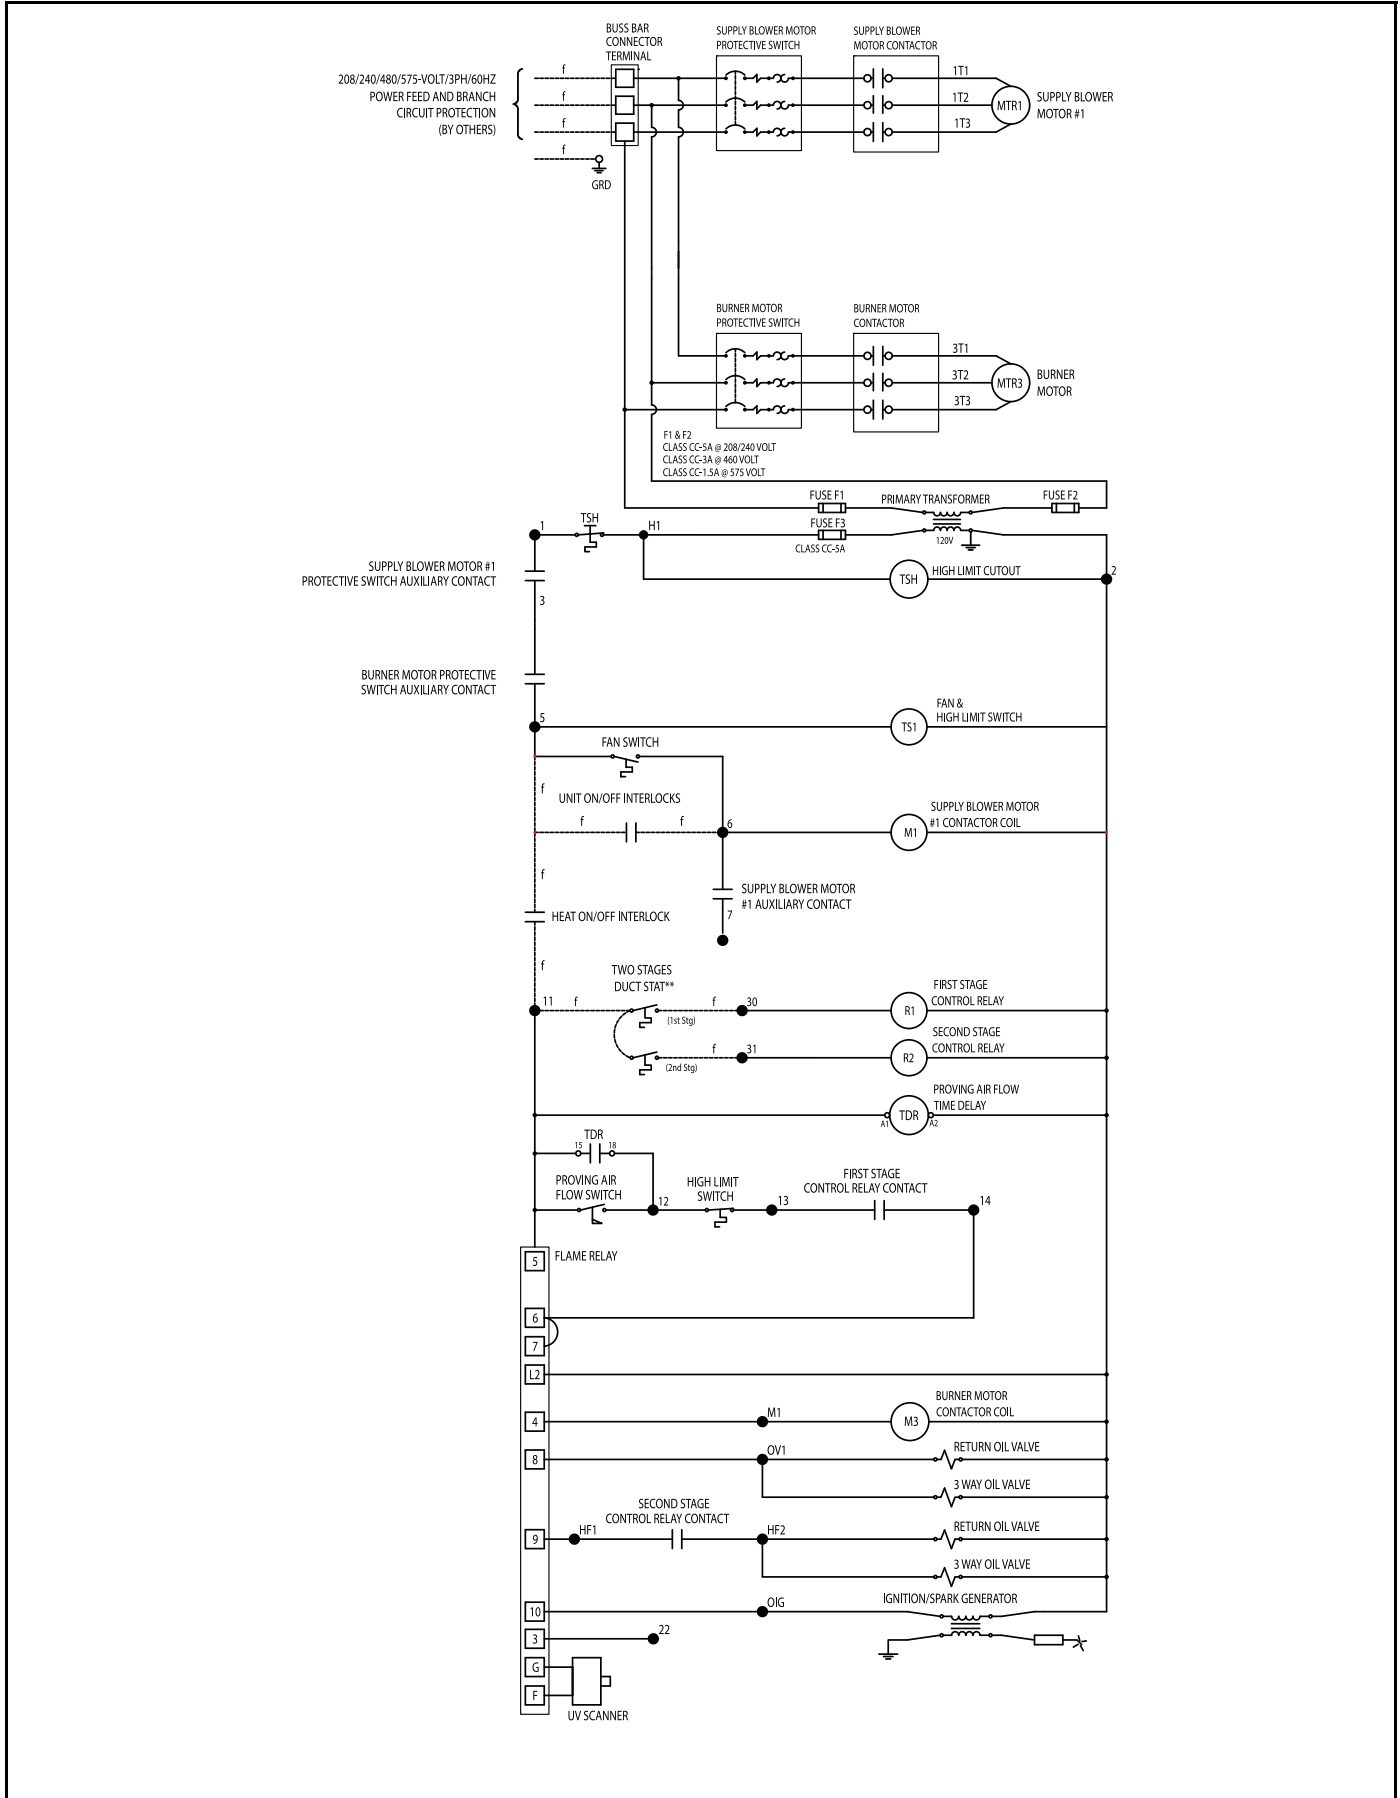 BUSS BAR
CONNECTOR
TERMINAL
SUPPLY BLOWER MOTOR
PROTECTIVE SWITCH
SUPPLY BLOWER
MOTOR CONTACTOR
208/240/480/575-VOLT/3PH/60HZ
POWER FEED AND BRANCH
CIRCUIT PROTECTION
(BY OTHERS)
f
f
f
f
GRD
1T1
1T2
1T3
MTR1
SUPPLY BLOWER
MOTOR #1
BURNER MOTOR
PROTECTIVE SWITCH
BURNER MOTOR
CONTACTOR
3T1
3T2
3T3
MTR3
BURNER
MOTOR
F1 & F2
CLASS CC-5A @ 208/240 VOLT
CLASS CC-3A @ 460 VOLT
CLASS CC-1.5A @ 575 VOLT
FUSE F1
PRIMARY TRANSFORMER
FUSE F2
1
TSH
H1
FUSE F3
CLASS CC-5A
120V
SUPPLY BLOWER MOTOR #1
PROTECTIVE SWITCH AUXILIARY CONTACT
TSH
HIGH LIMIT CUTOUT
2
3
BURNER MOTOR PROTECTIVE
SWITCH AUXILIARY CONTACT
5
TS1
FAN &
HIGH LIMIT SWITCH
FAN SWITCH
f
UNIT ON/OFF INTERLOCKS
f
f
6
M1
SUPPLY BLOWER MOTOR
#1 CONTACTOR COIL
f
SUPPLY BLOWER MOTOR
#1 AUXILIARY CONTACT
7
HEAT ON/OFF INTERLOCK
f
TWO STAGES
DUCT STAT**
11
f
(1st Stg)
f
30
R1
FIRST STAGE
CONTROL RELAY
(2nd Stg)
f
31
R2
SECOND STAGE
CONTROL RELAY
A1
TDR
A2
PROVING AIR FLOW
TIME DELAY
TDR
15
18
PROVING AIR
FLOW SWITCH
12
HIGH LIMIT
SWITCH
13
FIRST STAGE
CONTROL RELAY CONTACT
14
5
FLAME RELAY
6
7
L2
4
M1
M3
BURNER MOTOR
CONTACTOR COIL
8
OV1
RETURN OIL VALVE
3 WAY OIL VALVE
9
HF1
SECOND STAGE
CONTROL RELAY CONTACT
HF2
RETURN OIL VALVE
3 WAY OIL VALVE
10
OIG
IGNITION/SPARK GENERATOR
3
22
G
F
UV SCANNER